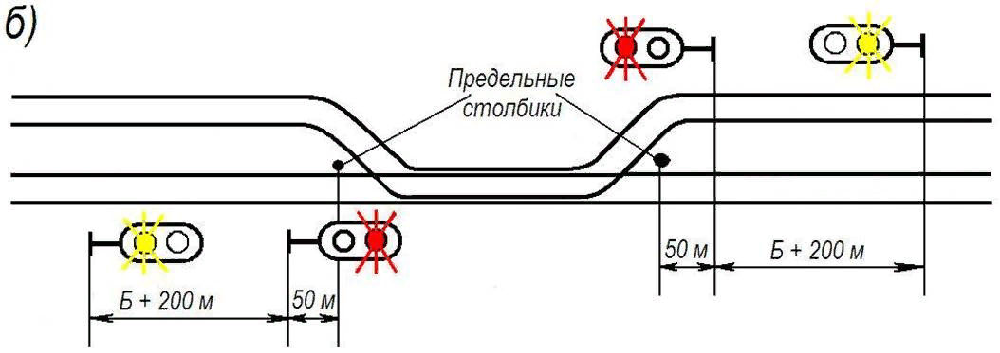 б)
Предельные
столбики
50 м
Б + 200 м
Б + 200 м
50 м